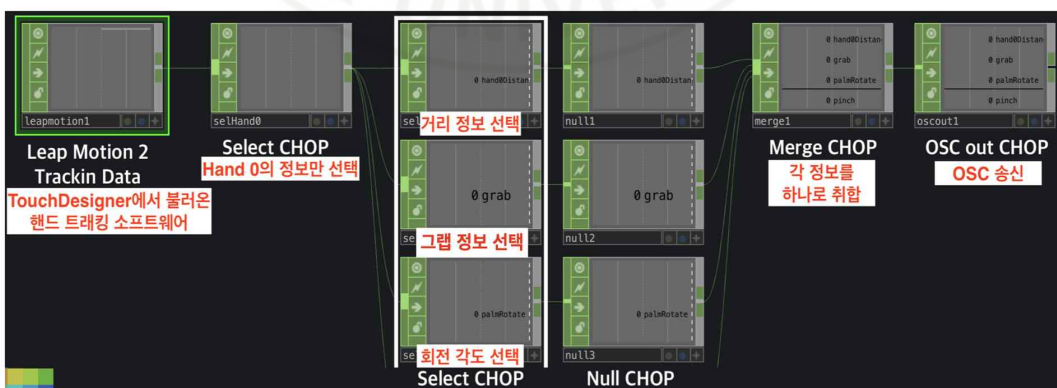 0 hand0Distan
0 hand0Distan
0 hand0Distan
0 hand0Distan
0 grab
0 grab
0 palmRotate
0 palmRotate
0 pinch
0 pinch
leapmotion1
selHand0
거리 정보 선택
null1
merge1
oscout1
Leap Motion 2
Trackin Data
TouchDesigner에서 불러온
핸드 트래킹 소프트웨어
Select CHOP
Hand 0의 정보만 선택
Merge CHOP
각 정보를
하나로 취합
OSC out CHOP
OSC 송신
0 grab
0 grab
se
그랩 정보 선택
null2
0 palmRotate
0 palmRotate
se
회전 각도 선택
null3
Select CHOP
Null CHOP